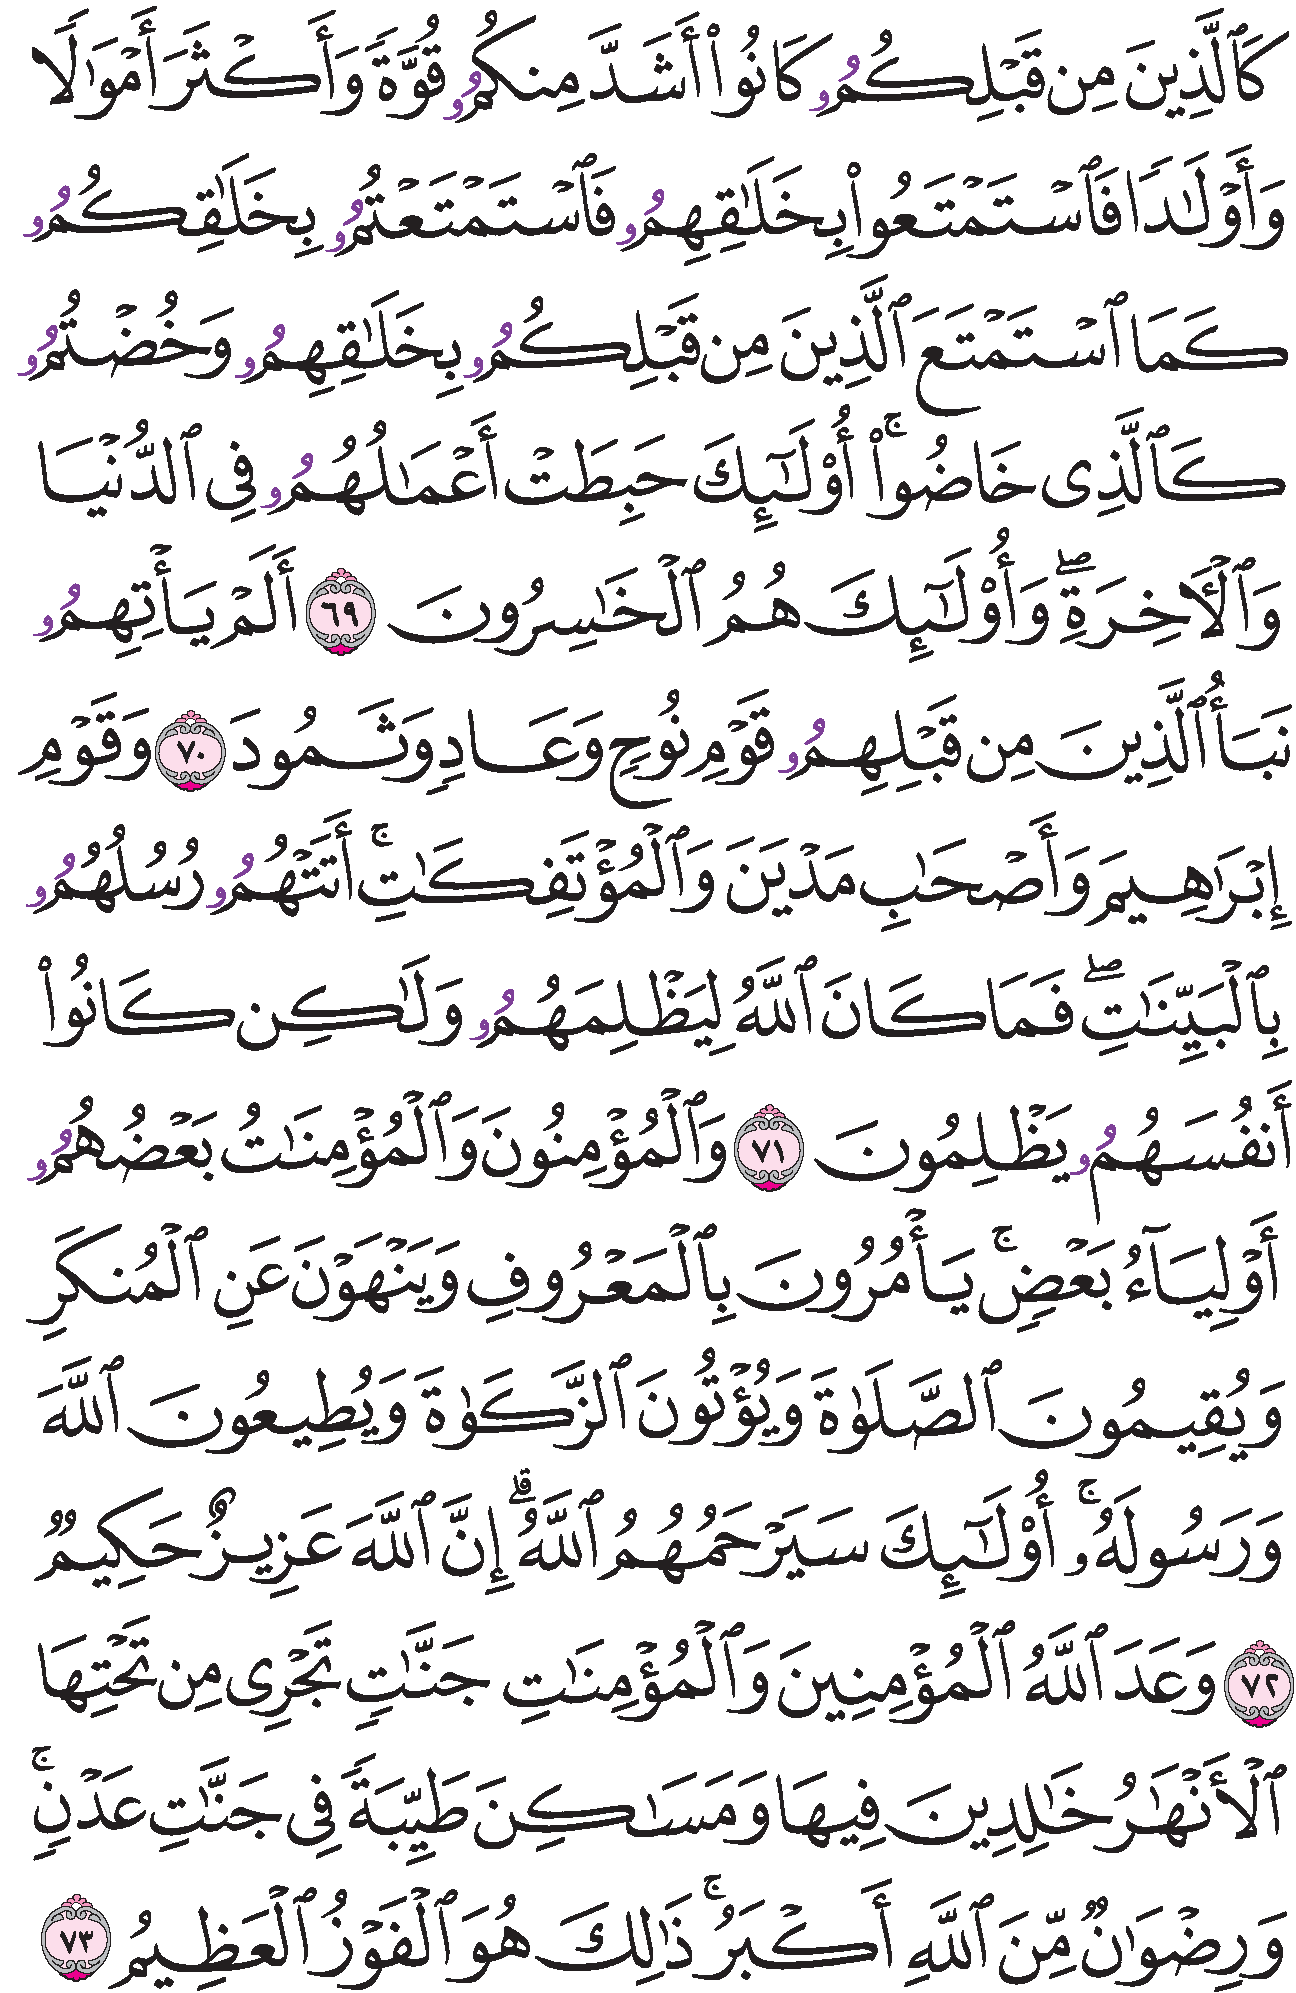 كَٱلَّذِينَ مِن قَبۡلِكُمُۥ كَانُوٓاْ أَشَدَّ مِنكُمُۥ قُوَّةٗ وَأَكۡثَرَ أَمۡوَٰلٗا
وَأَوۡلَٰدٗا فَٱسۡتَمۡتَعُواْ بِخَلَٰقِهِمُۥ فَٱسۡتَمۡتَعۡتُمُۥ بِخَلَٰقِكُمُۥ
كَمَا ٱسۡتَمۡتَعَ ٱلَّذِينَ مِن قَبۡلِكُمُۥ بِخَلَٰقِهِمُۥ وَخُضۡتُمُۥ
كَٱلَّذِى خَاضُوٓاْۚ أُوْلَٰٓئِكَ حَبِطَتۡ أَعۡمَٰلُهُمُۥ فِى ٱلدُّنۡيَا
وَٱلۡأٓخِرَةِۖ وَأُوْلَٰٓئِكَ هُمُ ٱلۡخَٰسِرُونَ ٦٩ أَلَمۡ يَأۡتِهِمُۥ
نَبَأُ ٱلَّذِينَ مِن قَبۡلِهِمُۥ قَوۡمِ نُوحٖ وَعَادٖ وَثَمُودَ ٧٠ وَقَوۡمِ
إِبۡرَٰهِيمَ وَأَصۡحَٰبِ مَدۡيَنَ وَٱلۡمُؤۡتَفِكَٰتِۚ أَتَتۡهُمُۥ رُسُلُهُمُۥ
بِٱلۡبَيِّنَٰتِۖ فَمَا كَانَ ٱللَّهُ لِيَظۡلِمَهُمُۥ وَلَٰكِن كَانُوٓاْ
أَنفُسَهُمُۥ يَظۡلِمُونَ ٧١ وَٱلۡمُؤۡمِنُونَ وَٱلۡمُؤۡمِنَٰتُ بَعۡضُهُمُۥ
أَوۡلِيَآءُ بَعۡضٖۚ يَأۡمُرُونَ بِٱلۡمَعۡرُوفِ وَيَنۡهَوۡنَ عَنِ ٱلۡمُنكَرِ
وَيُقِيمُونَ ٱلصَّلَوٰةَ وَيُؤۡتُونَ ٱلزَّكَوٰةَ وَيُطِيعُونَ ٱللَّهَ
وَرَسُولَهُۥٓۚ أُوْلَٰٓئِكَ سَيَرۡحَمُهُمُ ٱللَّهُۗ إِنَّ ٱللَّهَ عَزِيزٌ حَكِيمٞ
٧٢ وَعَدَ ٱللَّهُ ٱلۡمُؤۡمِنِينَ وَٱلۡمُؤۡمِنَٰتِ جَنَّٰتٖ تَجۡرِى مِن تَحۡتِهَا
ٱلۡأَنۡهَٰرُ خَٰلِدِينَ فِيهَا وَمَسَٰكِنَ طَيِّبَةٗ فِى جَنَّٰتِ عَدۡنٖۚ
وَرِضۡوَٰنٞ مِّنَ ٱللَّهِ أَكۡبَرُۚ ذَٰلِكَ هُوَ ٱلۡفَوۡزُ ٱلۡعَظِيمُ ٧٣